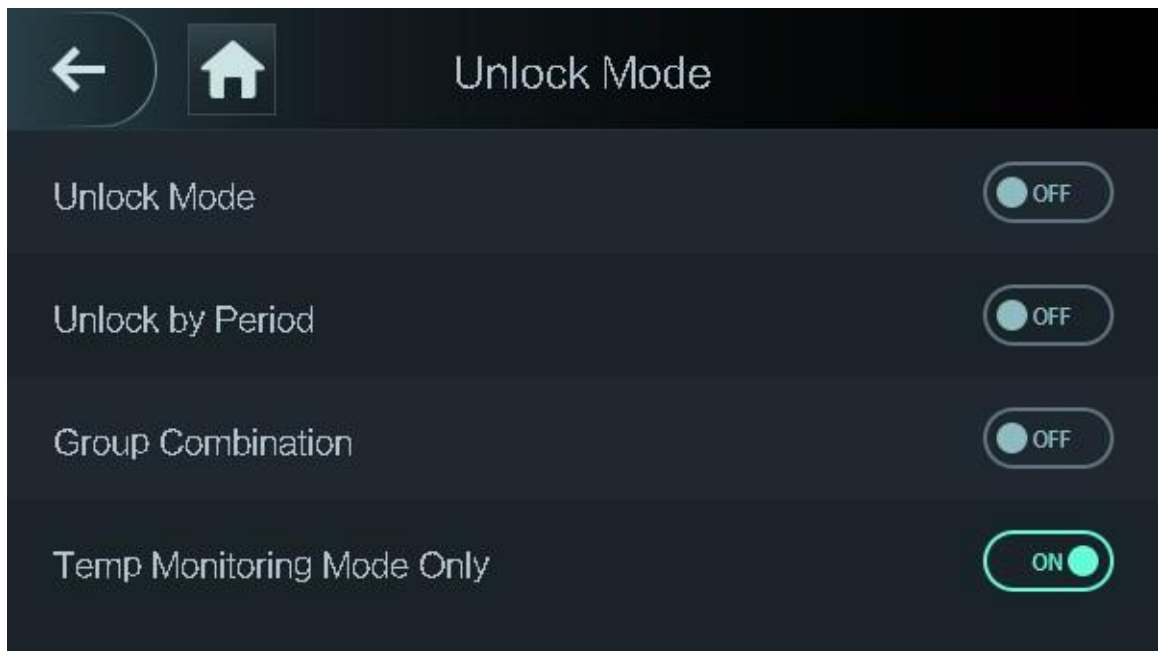 Unlock Mode
Unlock Mode OFF
Unlock by Period OFF
Group Combination OFF
Temp Monitoring Mode Only ON